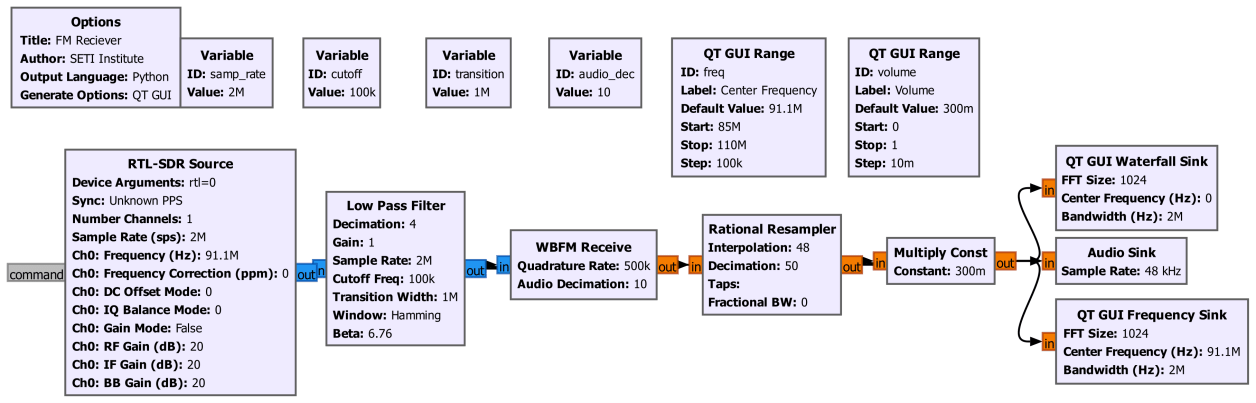 Options
Title: FM Reciever
Author: SETI Institute
Output Language: Python
Generate Options: QT GUI
Variable
ID: samp_rate
Value: 2M
Variable
ID: cutoff
Value: 100k
Variable
ID: transition
Value: 1M
Variable
ID: audio_dec
Value: 10
QT GUI Range
ID: freq
Label: Center Frequency
Default Value: 91.1M
Start: 85M
Stop: 110M
Step: 100k
QT GUI Range
ID: volume
Label: Volume
Default Value: 300m
Start: 0
Stop: 1
Step: 10m
command
RTL-SDR Source
Device Arguments: rtl=0
Sync: Unknown PPS
Number Channels: 1
Sample Rate (sps): 2M
Ch0: Frequency (Hz): 91.1M
Ch0: Frequency Correction (ppm): 0
Ch0: DC Offset Mode: 0
Ch0: IQ Balance Mode: 0
Ch0: Gain Mode: False
Ch0: RF Gain (dB): 20
Ch0: IF Gain (dB): 20
Ch0: BB Gain (dB): 20
out
in
Low Pass Filter
Decimation: 4
Gain: 1
Sample Rate: 2M
Cutoff Freq: 100k
Transition Width: 1M
Window: Hamming
Beta: 6.76
out
in
WBFM Receive
Quadrature Rate: 500k
Audio Decimation: 10
out
in
Rational Resampler
Interpolation: 48
Decimation: 50
Taps:
Fractional BW: 0
out
in
Multiply Const
Constant: 300m
out
in
QT GUI Waterfall Sink
FFT Size: 1024
Center Frequency (Hz): 0
Bandwidth (Hz): 2M
in
Audio Sink
Sample Rate: 48 kHz
in
QT GUI Frequency Sink
FFT Size: 1024
Center Frequency (Hz): 91.1M
Bandwidth (Hz): 2M